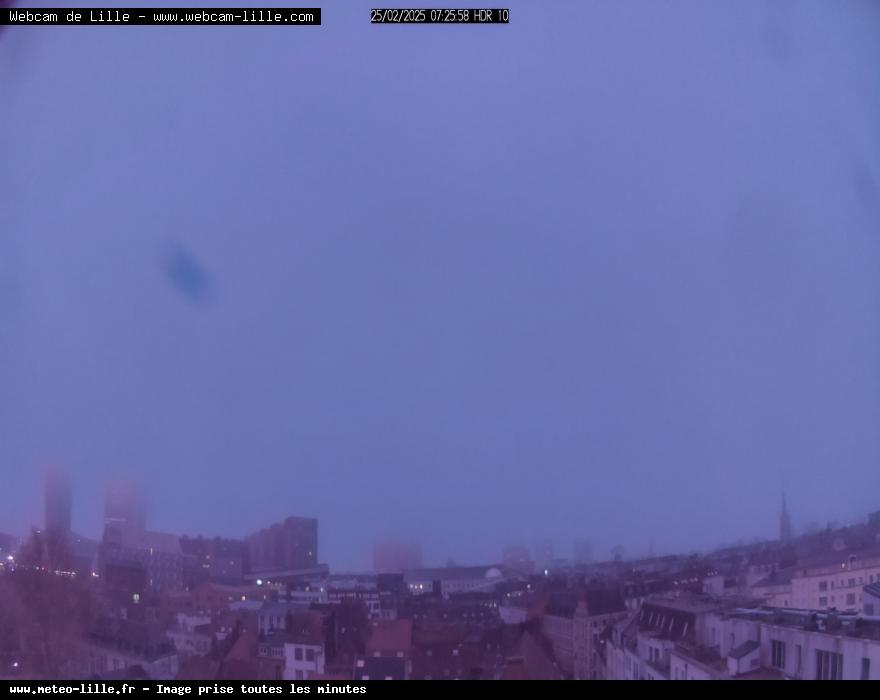 Webcam de Lille - www.webcam-lille.com
25/02/2025 07:25:58 HDR 10
www.meteo-lille.fr - Image prise toutes les minutes